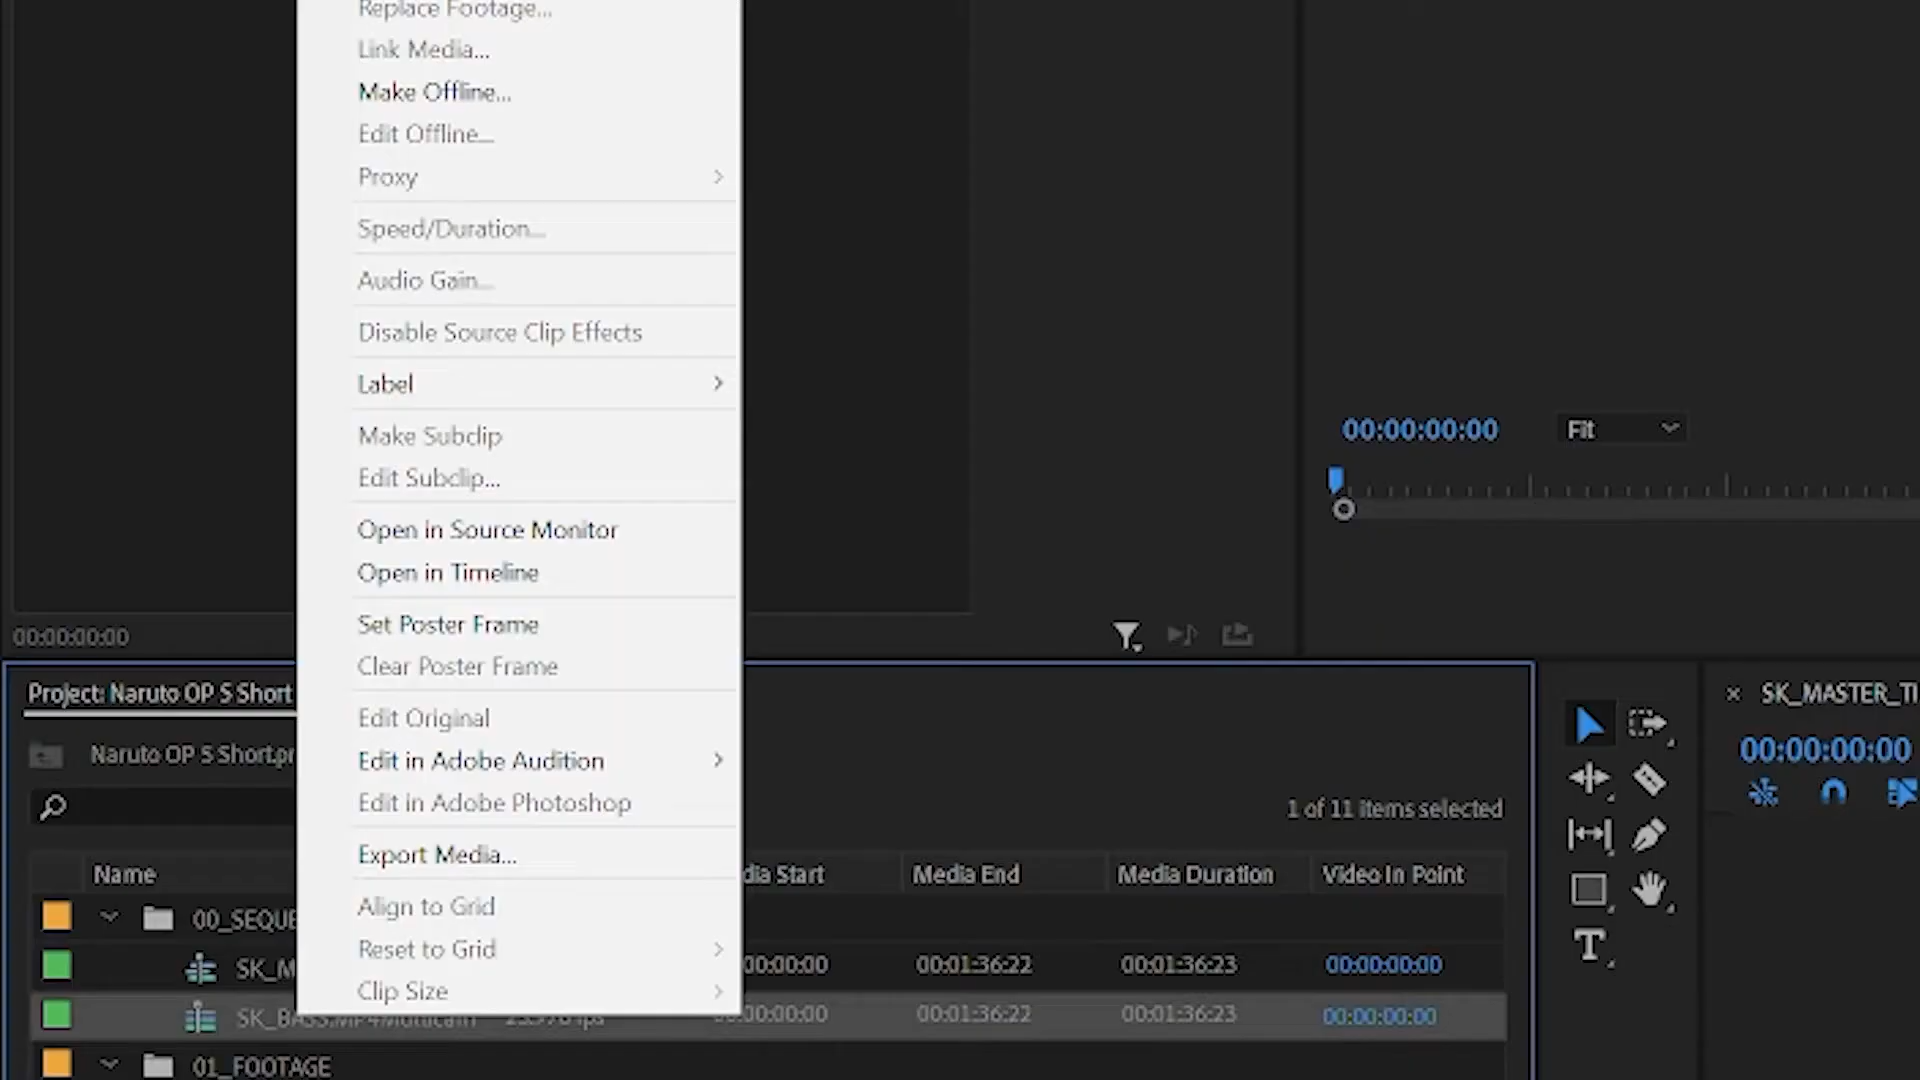 Replace Footage...
Link Media...
Make Offline...
Edit Offline...
Proxy
Speed/Duration...
Audio Gain...
Disable Source Clip Effects
Label
Make Subclip
Edit Subclip...
Open in Source Monitor
Open in Timeline
Set Poster Frame
Clear Poster Frame
Edit Original
Edit in Adobe Audition
Edit in Adobe Photoshop
Export Media...
Align to Grid
Reset to Grid
Clip Size
00:00:00:00
Fit
00:00:00:00
Project: Naruto OP S Short
Naruto OP S Short.pr
1 of 11 items selected
Name
dia Start
Media End
Media Duration
Video In Point
00_SEQUE
SK_M
00:00:00
00:01:36:22
00:01:36:23
00:00:00:00
SK_BASS.MP4Multicam
00:00:00
00:01:36:22
00:01:36:23
00:00:00:00
01_FOOTAGE
SK_MASTER_TI
00:00:00:00